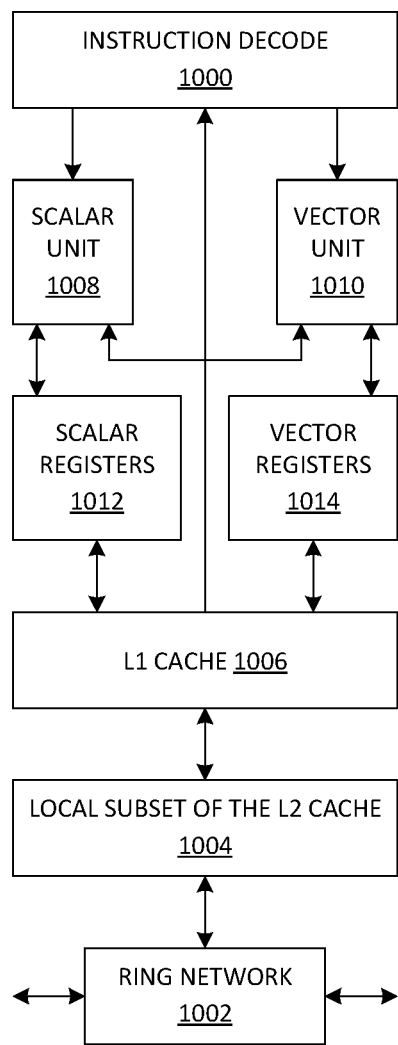 INSTRUCTION DECODE
1000
SCALAR
UNIT
1008
VECTOR
UNIT
1010
SCALAR
REGISTERS
1012
VECTOR
REGISTERS
1014
L1 CACHE 1006
LOCAL SUBSET OF THE L2 CACHE
1004
RING NETWORK
1002